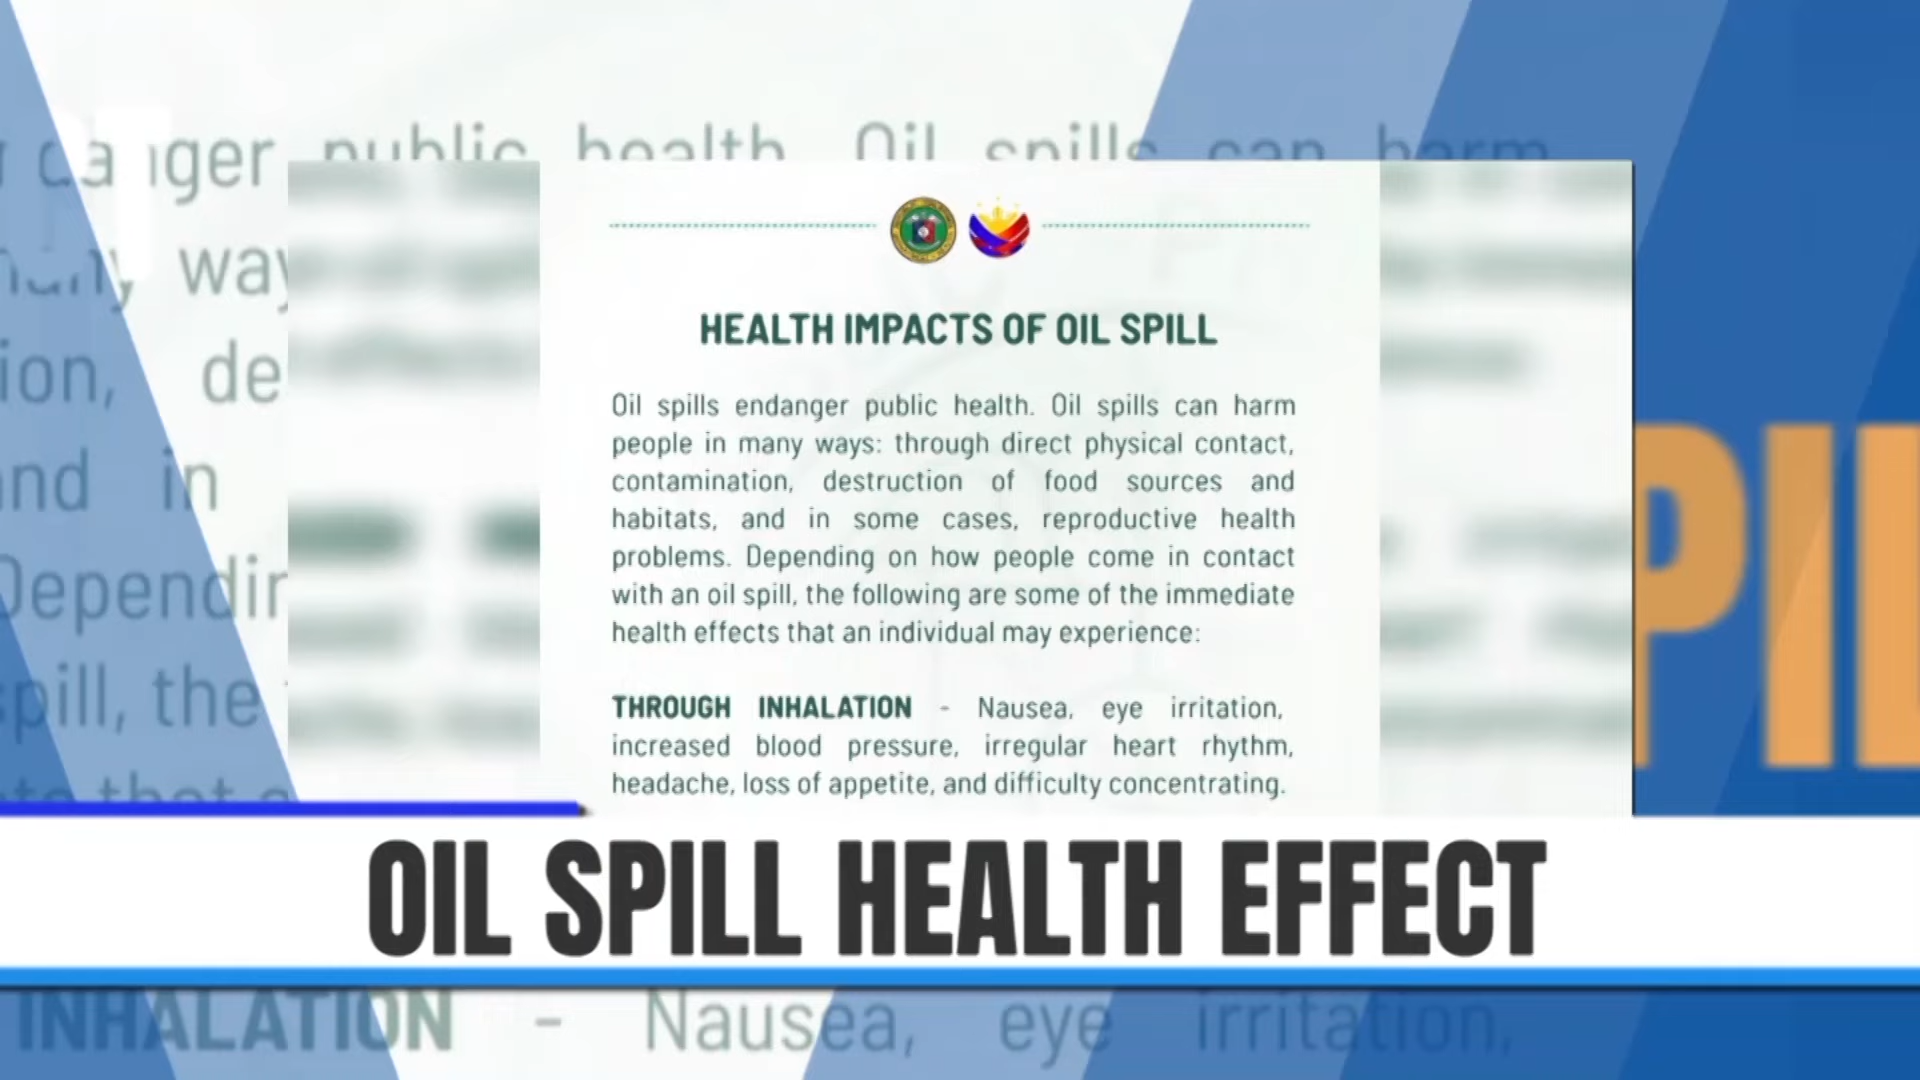 HEALTH IMPACTS OF OIL SPILL
Oil spills endanger public health. Oil spills can harm
people in many ways: through direct physical contact,
contamination, destruction of food sources and
habitats, and in some cases, reproductive health
problems. Depending on how people come in contact
with an oil spill, the following are some of the immediate
health effects that an individual may experience:
THROUGH INHALATION - Nausea, eye irritation,
increased blood pressure, irregular heart rhythm,
headache, loss of appetite, and difficulty concentrating.
OIL SPILL HEALTH EFFECT
INHALATION - Nausea, eye irritation,